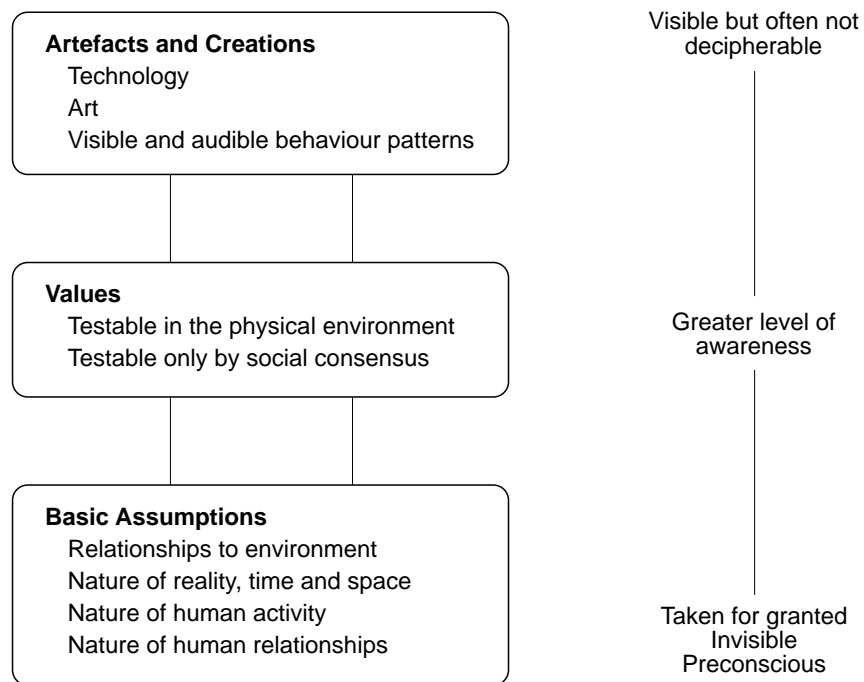 Artefacts and Creations
Technology
Art
Visible and audible behaviour patterns
Visible but often not
decipherable
Values
Testable in the physical environment
Testable only by social consensus
Greater level of
awareness
Basic Assumptions
Relationships to environment
Nature of reality, time and space
Nature of human activity
Nature of human relationships
Taken for granted
Invisible
Preconscious